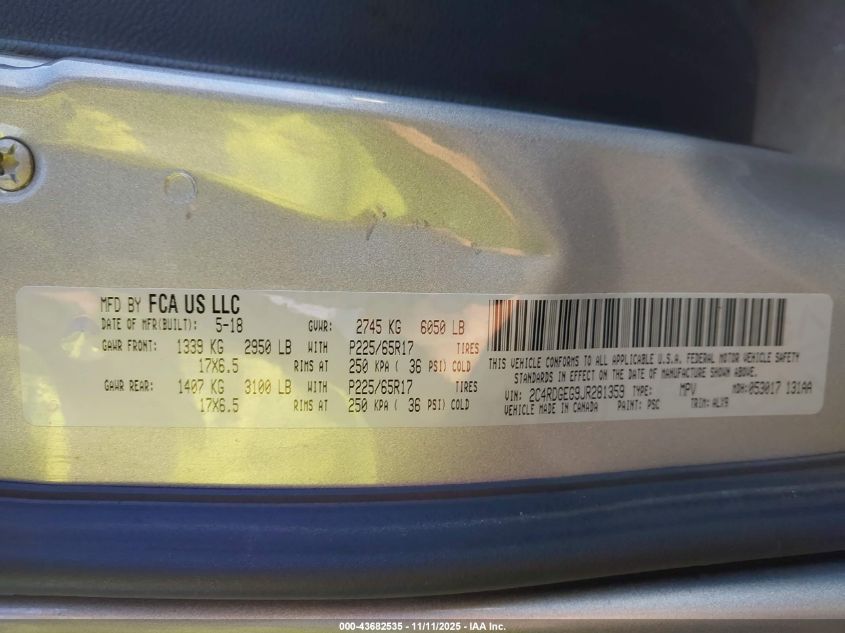 MFD BY FCA US LLC
DATE OF MFR(BUILT): 5-18 GVWR: 2745 KG 6050 LB
GAWR FRONT: 1339 KG 2950 LB WITH P225/65R17 TIRES
17X6.5 RIMS AT 250 KPA ( 36 PSI) COLD
GAWR REAR: 1407 KG 3100 LB WITH P225/65R17 TIRES
17X6.5 RIMS AT 250 KPA ( 36 PSI) COLD
THIS VEHICLE CONFORMS TO ALL APPLICABLE U.S.A. FEDERAL MOTOR VEHICLE SAFETY
STANDARDS IN EFFECT ON THE DATE OF MANUFACTURE SHOWN ABOVE.
VIN: 2C4RDGEG9JR281359 TYPE: MPV MDH: 053017 131AA
VEHICLE MADE IN CANADA PAINT: PSC TRIM: ALX9
000-43682535 - 11/11/2025 - IAA Inc.